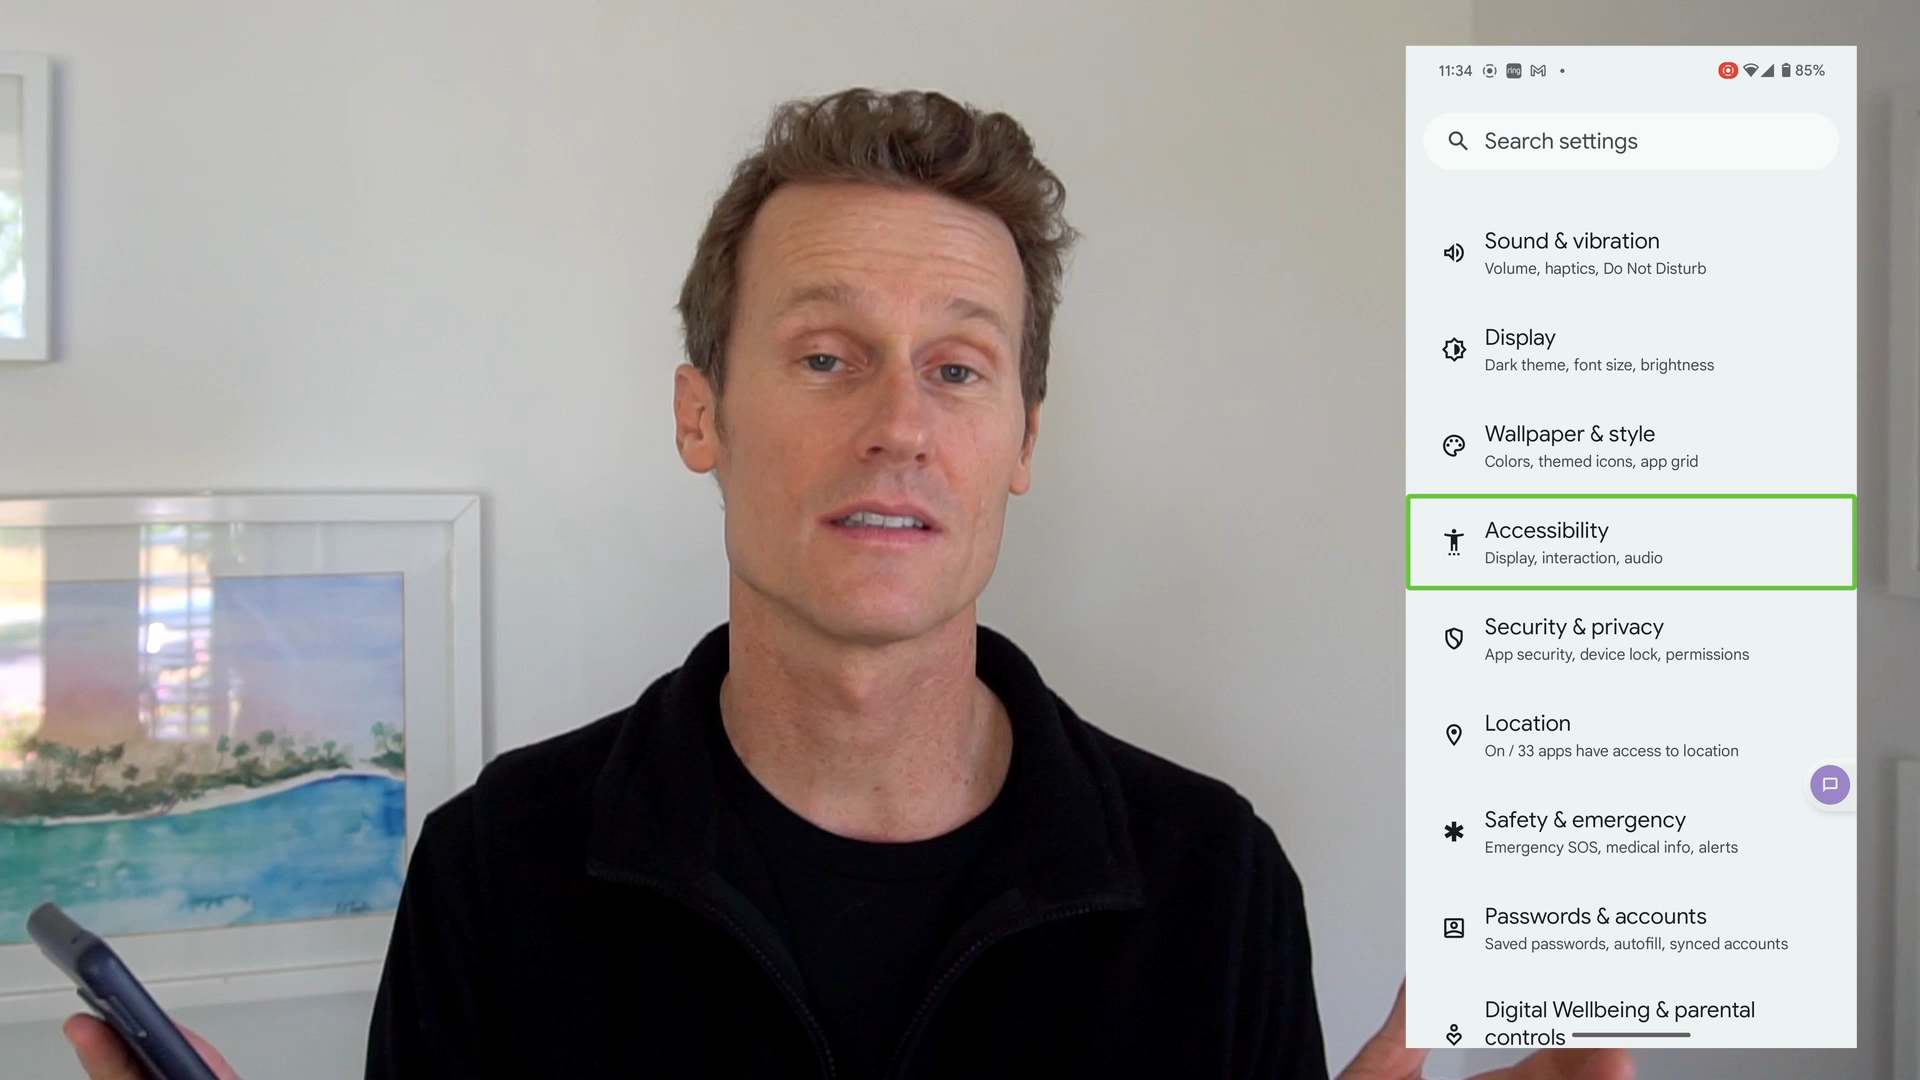 11:34 ring 85%
Search settings
Sound & vibration
Volume, haptics, Do Not Disturb
Display
Dark theme, font size, brightness
Wallpaper & style
Colors, themed icons, app grid
Accessibility
Display, interaction, audio
Security & privacy
App security, device lock, permissions
Location
On / 33 apps have access to location
Safety & emergency
Emergency SOS, medical info, alerts
Passwords & accounts
Saved passwords, autofill, synced accounts
Digital Wellbeing & parental
controls